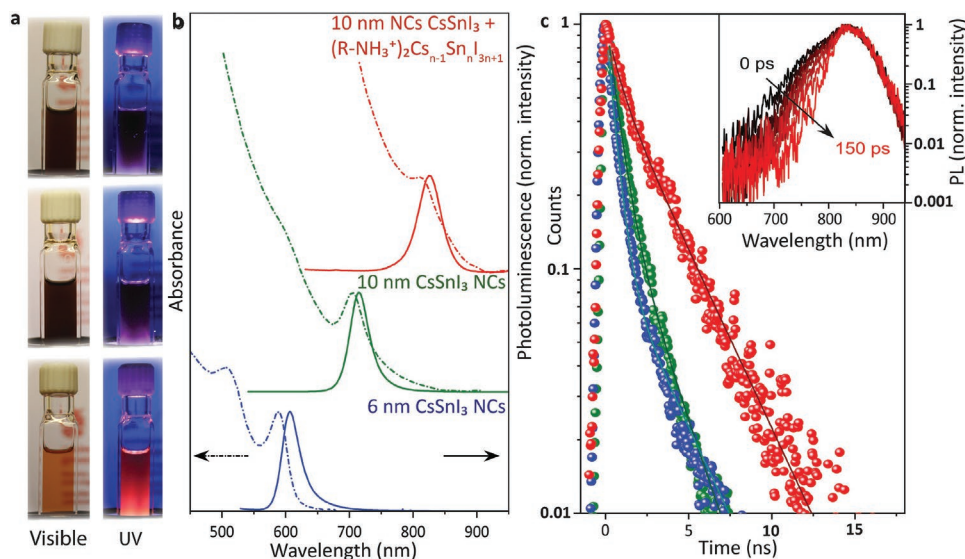 a
Visible
UV
b
10 nm NCs CsSnI₃ +
(R-NH₃⁺)₂Csₙ₋₁SnₙI₃ₙ₊₁
10 nm CsSnI₃ NCs
6 nm CsSnI₃ NCs
Absorbance
500 600 700 800 900
Wavelength (nm)
Photoluminescence (norm. intensity)
c
Counts
1
0.1
0.01
0 5 10 15
Time (ns)
0 ps
150 ps
600 700 800 900
Wavelength (nm)
1
0.1
0.01
0.001
PL (norm. intensity)